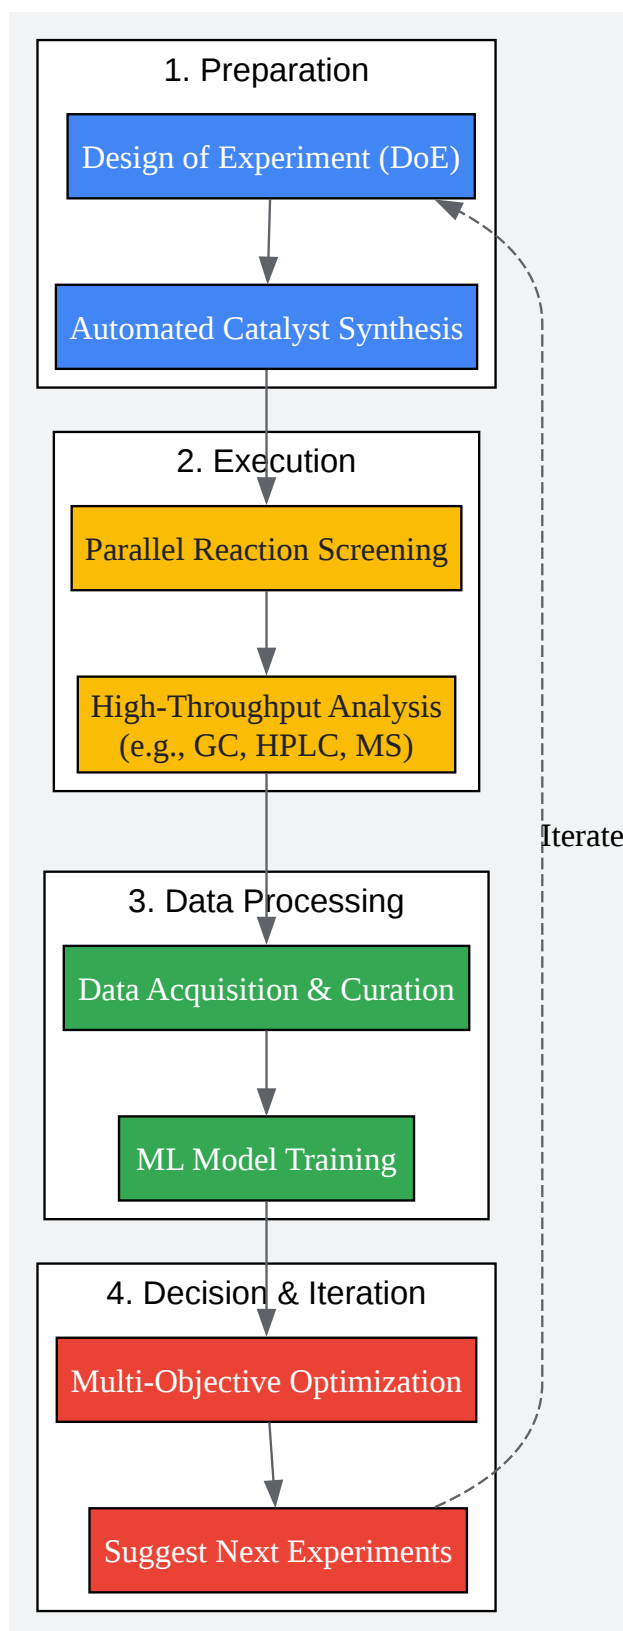 1. Preparation
Design of Experiment (DoE)
Automated Catalyst Synthesis
2. Execution
Parallel Reaction Screening
High-Throughput Analysis
(e.g., GC, HPLC, MS)
Iterate
3. Data Processing
Data Acquisition & Curation
ML Model Training
4. Decision & Iteration
Multi-Objective Optimization
Suggest Next Experiments